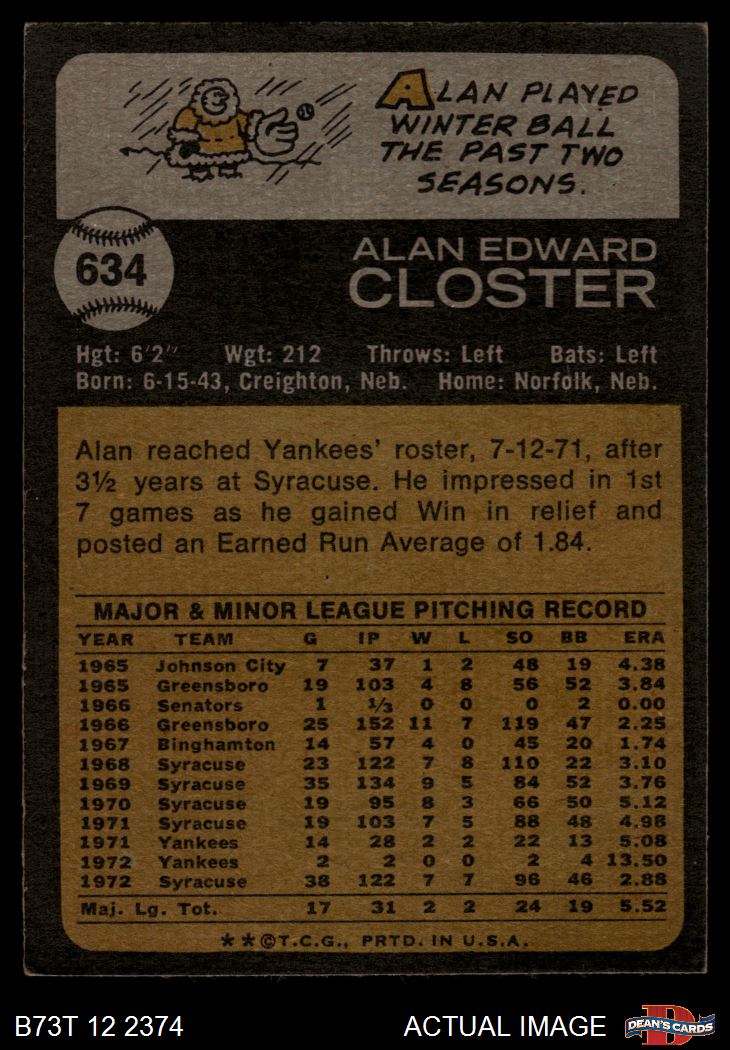 ALAN PLAYED
WINTER BALL
THE PAST TWO
SEASONS.
634
ALAN EDWARD
CLOSTER
Hgt: 6'2" Wgt: 212 Throws: Left Bats: Left
Born: 6-15-43, Creighton, Neb. Home: Norfolk, Neb.
Alan reached Yankees' roster, 7-12-71, after
3½ years at Syracuse. He impressed in 1st
7 games as he gained Win in relief and
posted an Earned Run Average of 1.84.
MAJOR & MINOR LEAGUE PITCHING RECORD
YEAR TEAM G IP W L SO BB ERA
1965 Johnson City 7 37 1 2 48 19 4.38
1965 Greensboro 19 103 4 8 56 52 3.84
1966 Senators 1 1/3 0 0 0 2 0.00
1966 Greensboro 25 152 11 7 119 47 2.25
1967 Binghamton 14 57 4 0 45 20 1.74
1968 Syracuse 23 122 7 8 110 22 3.10
1969 Syracuse 35 134 9 5 84 52 3.76
1970 Syracuse 19 95 8 3 66 50 5.12
1971 Syracuse 19 103 7 5 88 48 4.98
1971 Yankees 14 28 2 2 22 13 5.08
1972 Yankees 2 2 0 0 2 4 13.50
1972 Syracuse 38 122 7 7 96 46 2.88
Maj. Lg. Tot. 17 31 2 2 24 19 5.52
★★©T.C.G., PRTD. IN U.S.A.
B73T 12 2374 ACTUAL IMAGE
D
DEAN'S CARDS